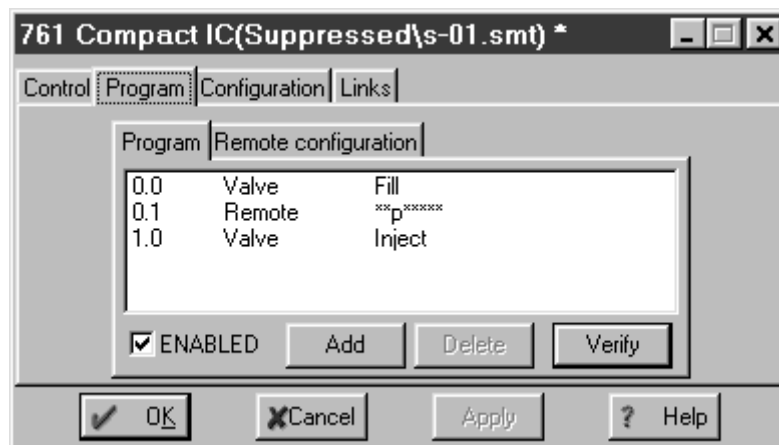 761 Compact IC(Suppressed\s-01.smt) *
Control Program Configuration Links
Program Remote configuration
0.0 Valve Fill
0.1 Remote **p*****
1.0 Valve Inject
ENABLED Add Delete Verify
OK Cancel Apply ? Help